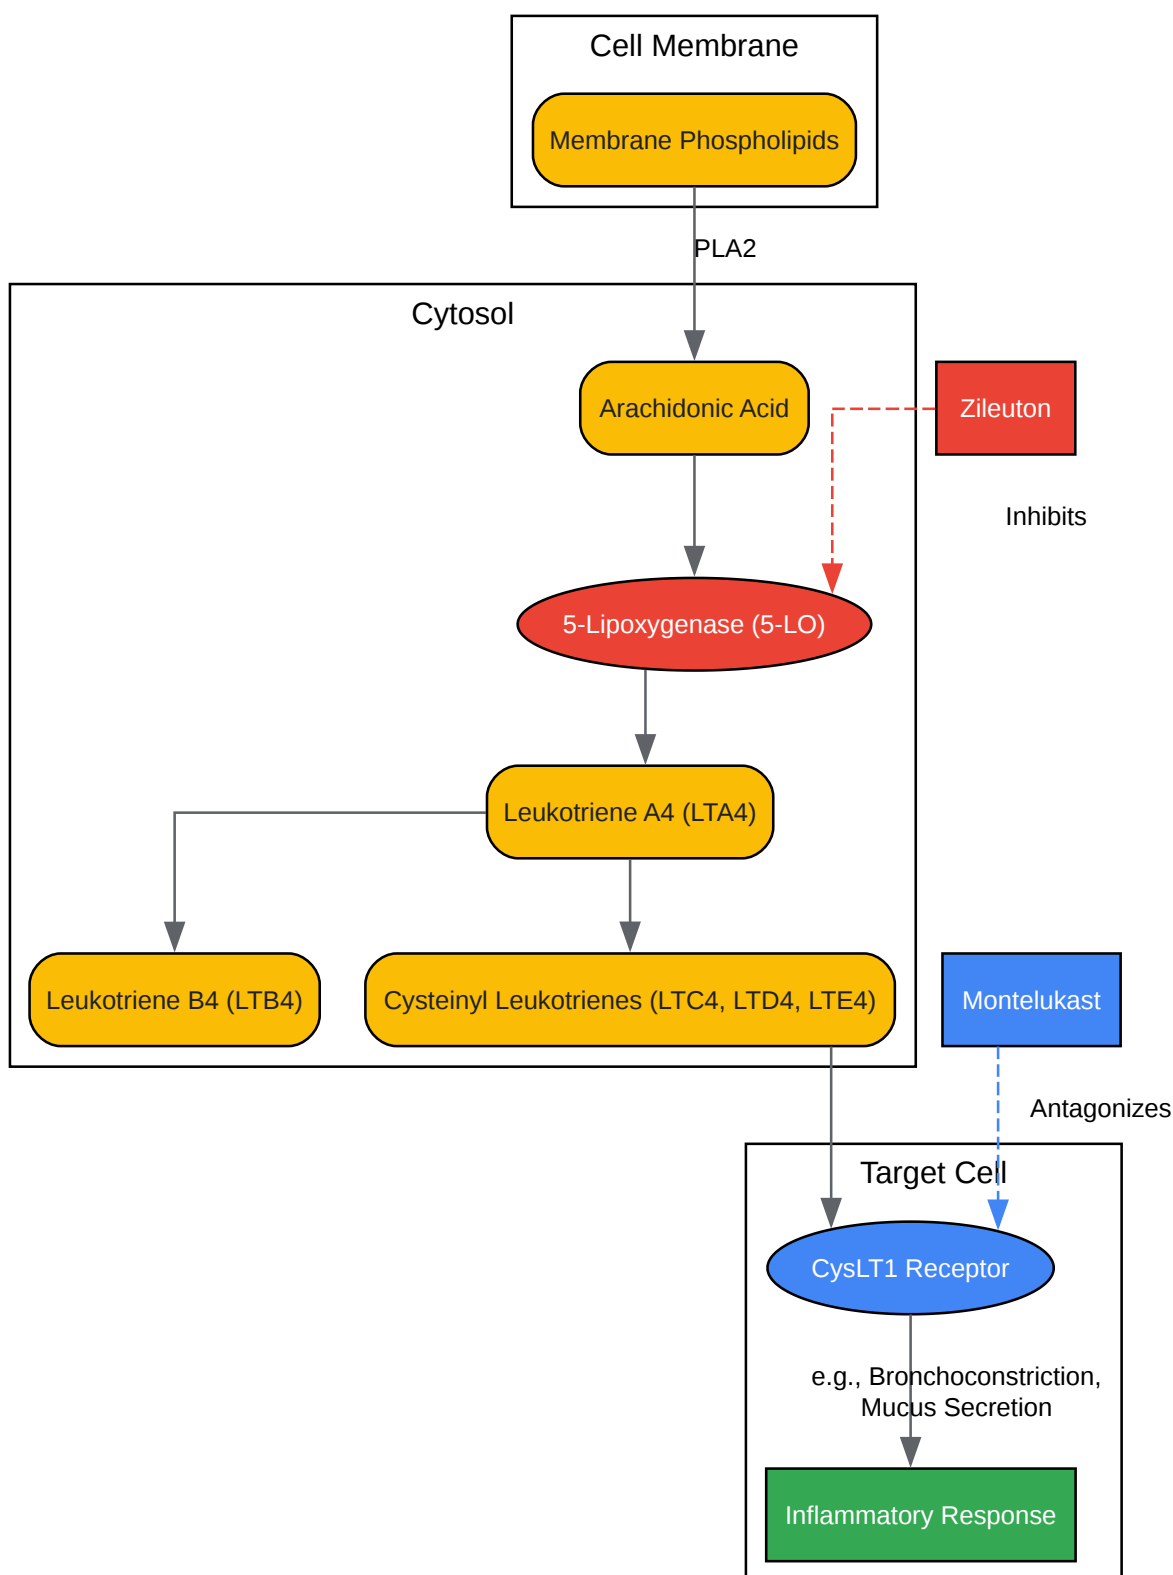 Cell Membrane
Membrane Phospholipids
PLA2
Cytosol
Arachidonic Acid
Zileuton
Inhibits
5-Lipoxygenase (5-LO)
Leukotriene A4 (LTA4)
Leukotriene B4 (LTB4)
Cysteinyl Leukotrienes (LTC4, LTD4, LTE4)
Montelukast
Antagonizes
Target Cell
CysLT1 Receptor
e.g., Bronchoconstriction,
Mucus Secretion
Inflammatory Response